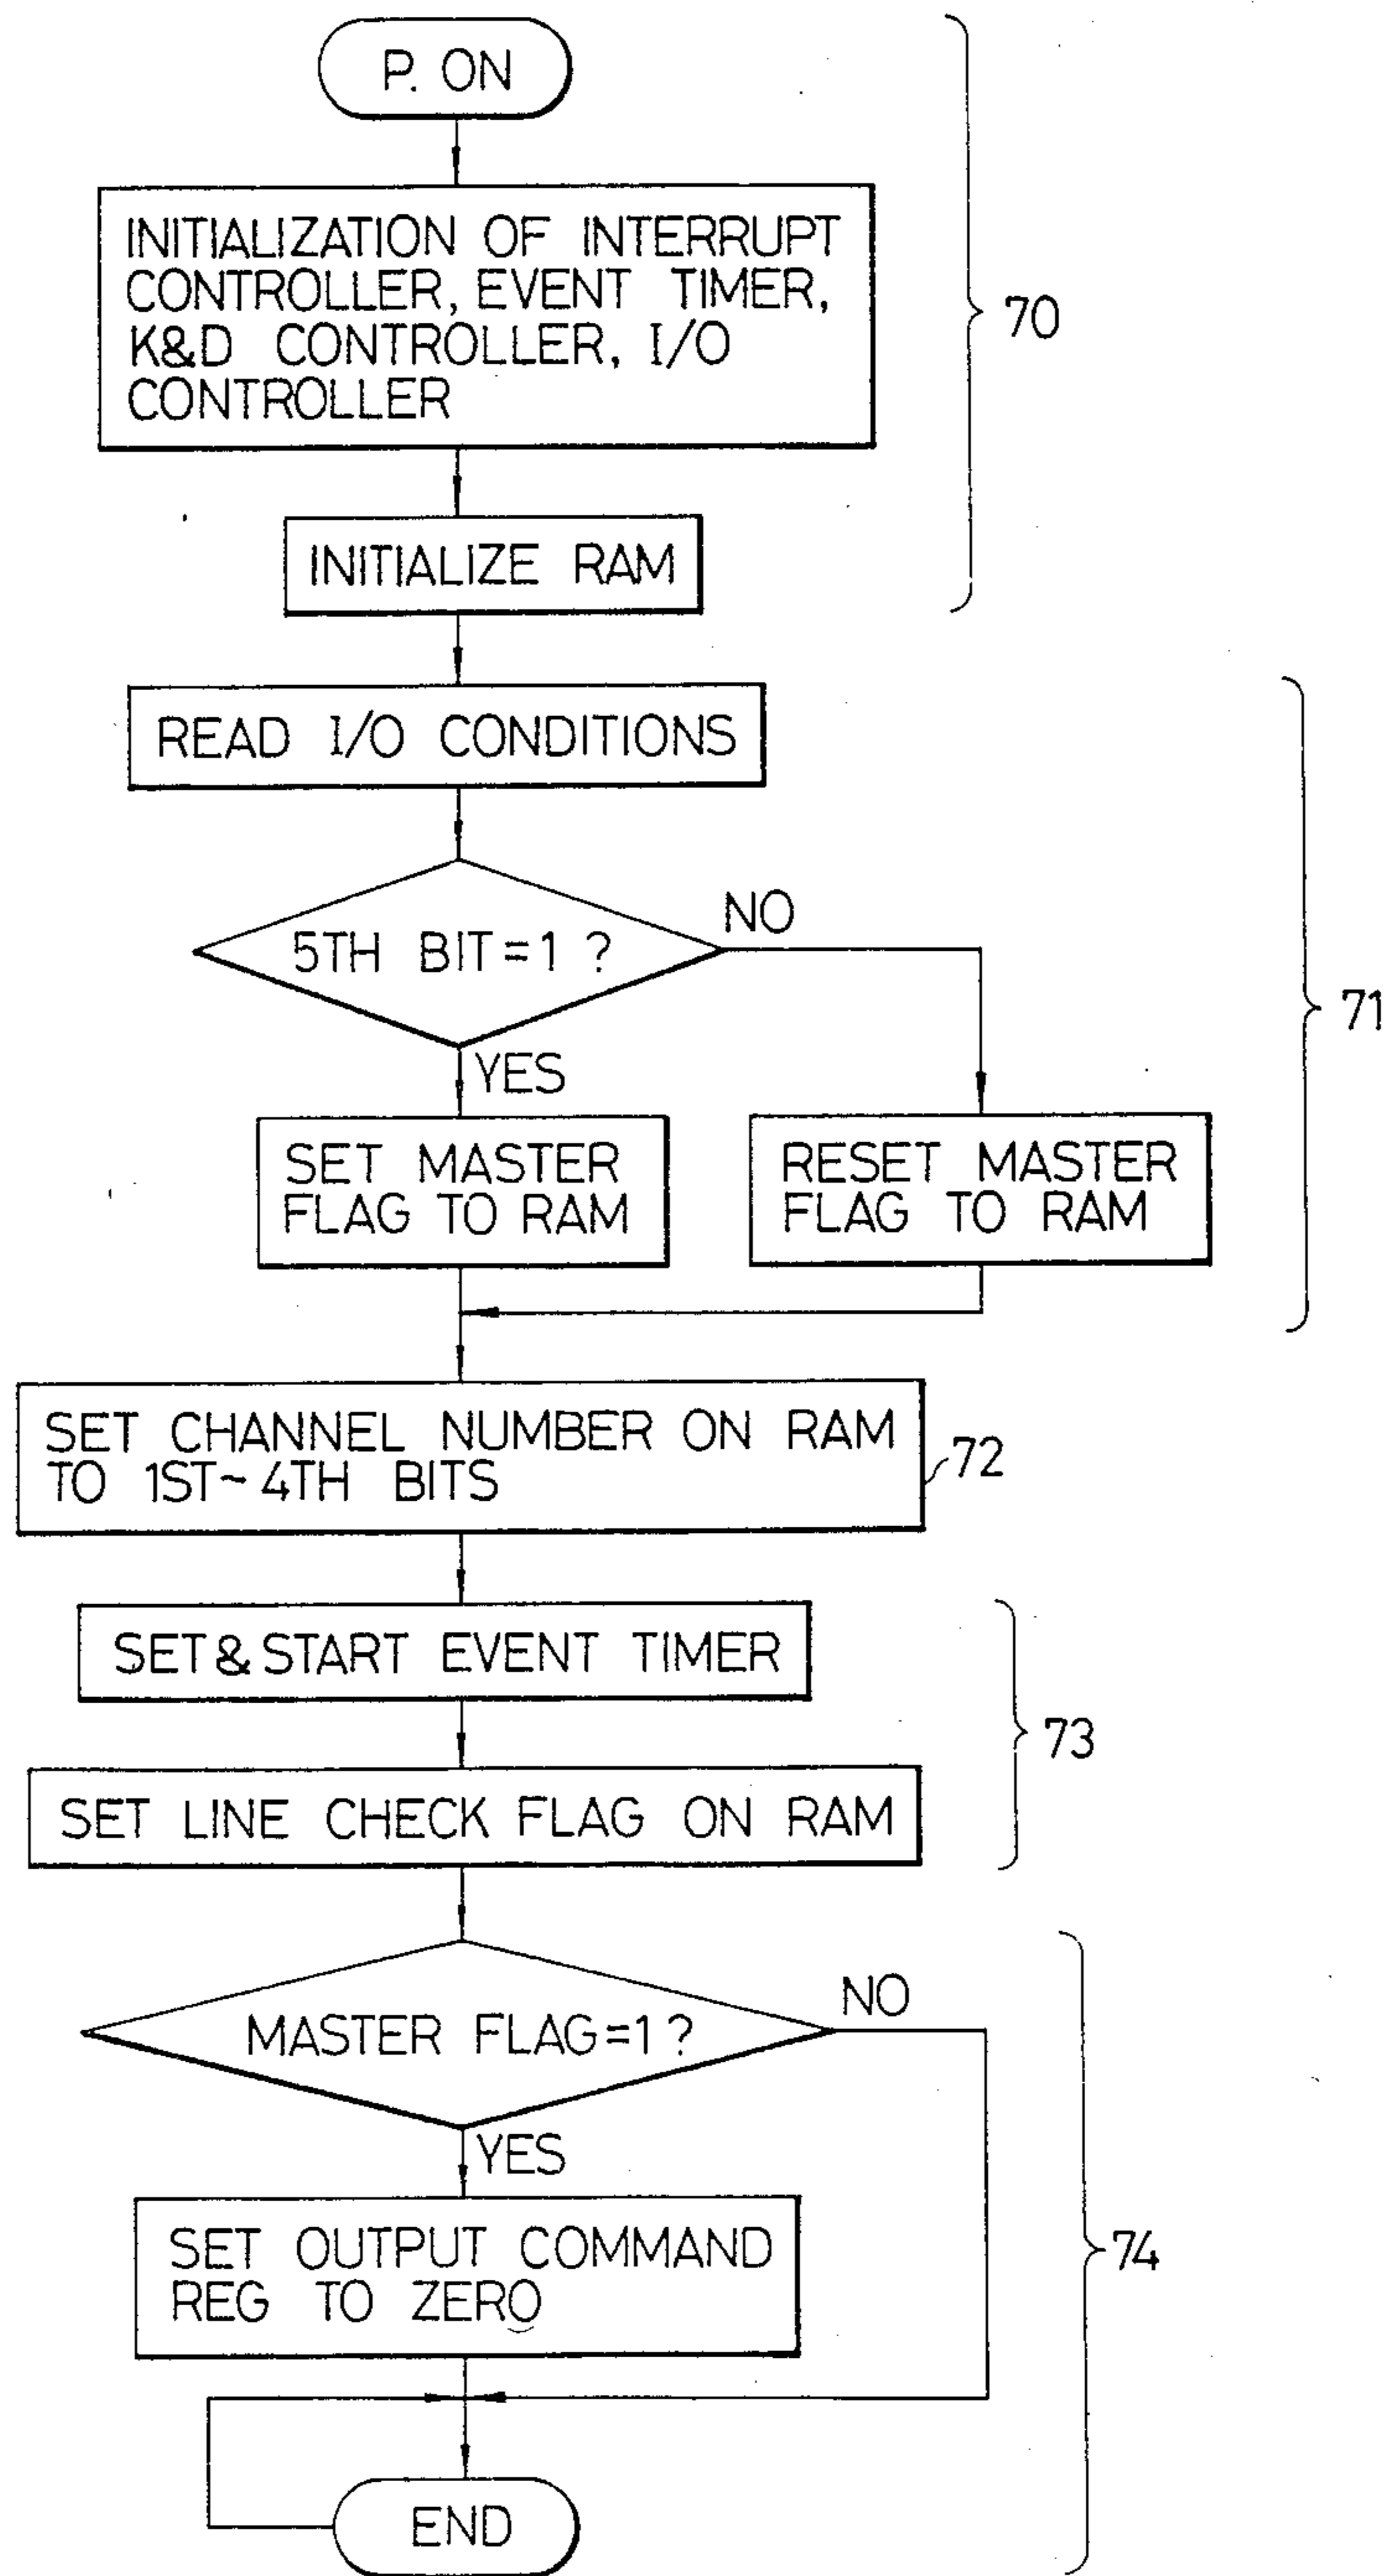 P. ON
INITIALIZATION OF INTERRUPT
CONTROLLER, EVENT TIMER,
K&D CONTROLLER, I/O
CONTROLLER
70
INITIALIZE RAM
READ I/O CONDITIONS
NO
5TH BIT=1 ?
71
YES
SET MASTER
FLAG TO RAM
RESET MASTER
FLAG TO RAM
SET CHANNEL NUMBER ON RAM
TO 1ST~4TH BITS
72
SET&START EVENT TIMER
73
SET LINE CHECK FLAG ON RAM
NO
MASTER FLAG=1?
YES
SET OUTPUT COMMAND
REG TO ZERO
74
END